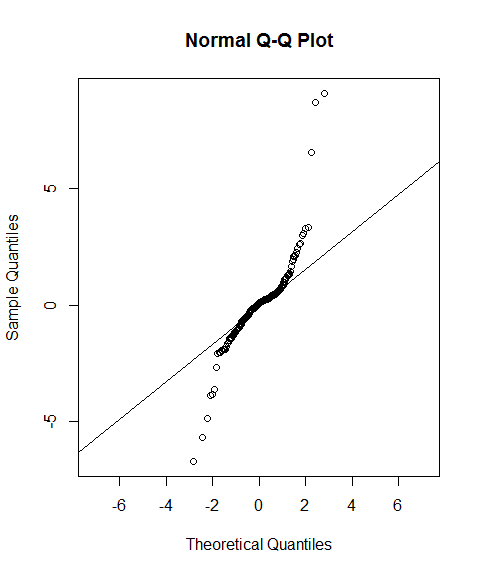 Normal Q-Q Plot
5
0
-5
Sample Quantiles
-6 -4 -2 0 2 4 6
Theoretical Quantiles